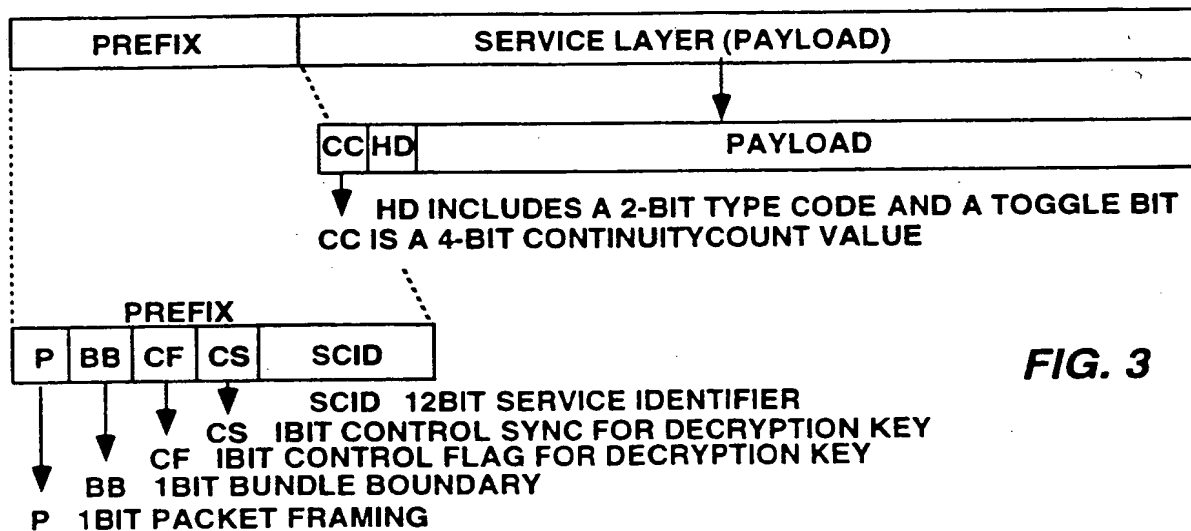 PREFIX SERVICE LAYER (PAYLOAD)
CC HD PAYLOAD
HD INCLUDES A 2-BIT TYPE CODE AND A TOGGLE BIT
CC IS A 4-BIT CONTINUITYCOUNT VALUE
PREFIX
P BB CF CS SCID
FIG. 3
SCID 12BIT SERVICE IDENTIFIER
CS IBIT CONTROL SYNC FOR DECRYPTION KEY
CF IBIT CONTROL FLAG FOR DECRYPTION KEY
BB 1BIT BUNDLE BOUNDARY
P 1BIT PACKET FRAMING